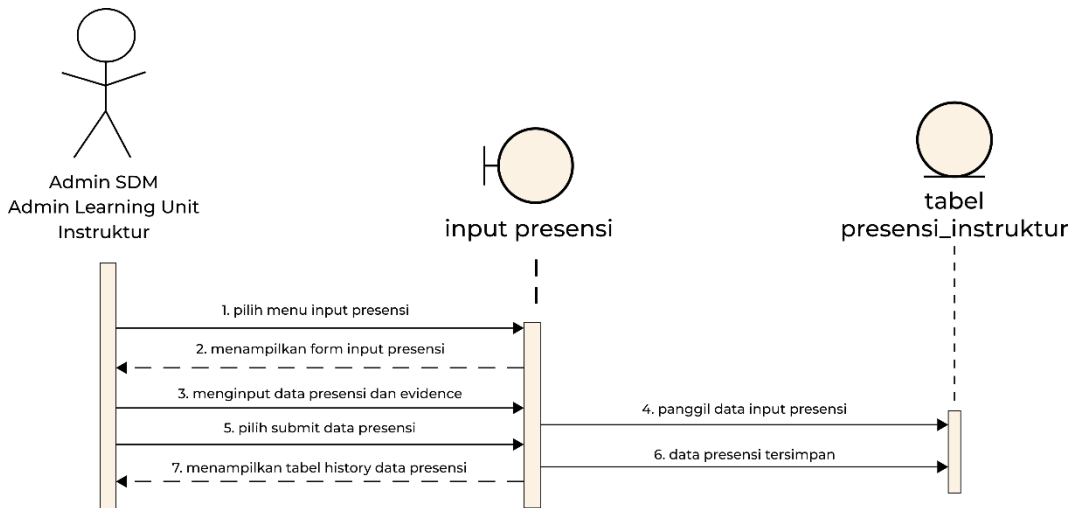 Admin SDM
Admin Learning Unit
Instruktur
input presensi
tabel
presensi_instruktur
1. pilih menu input presensi
2. menampilkan form input presensi
3. menginput data presensi dan evidence
4. panggil data input presensi
5. pilih submit data presensi
6. data presensi tersimpan
7. menampilkan tabel history data presensi